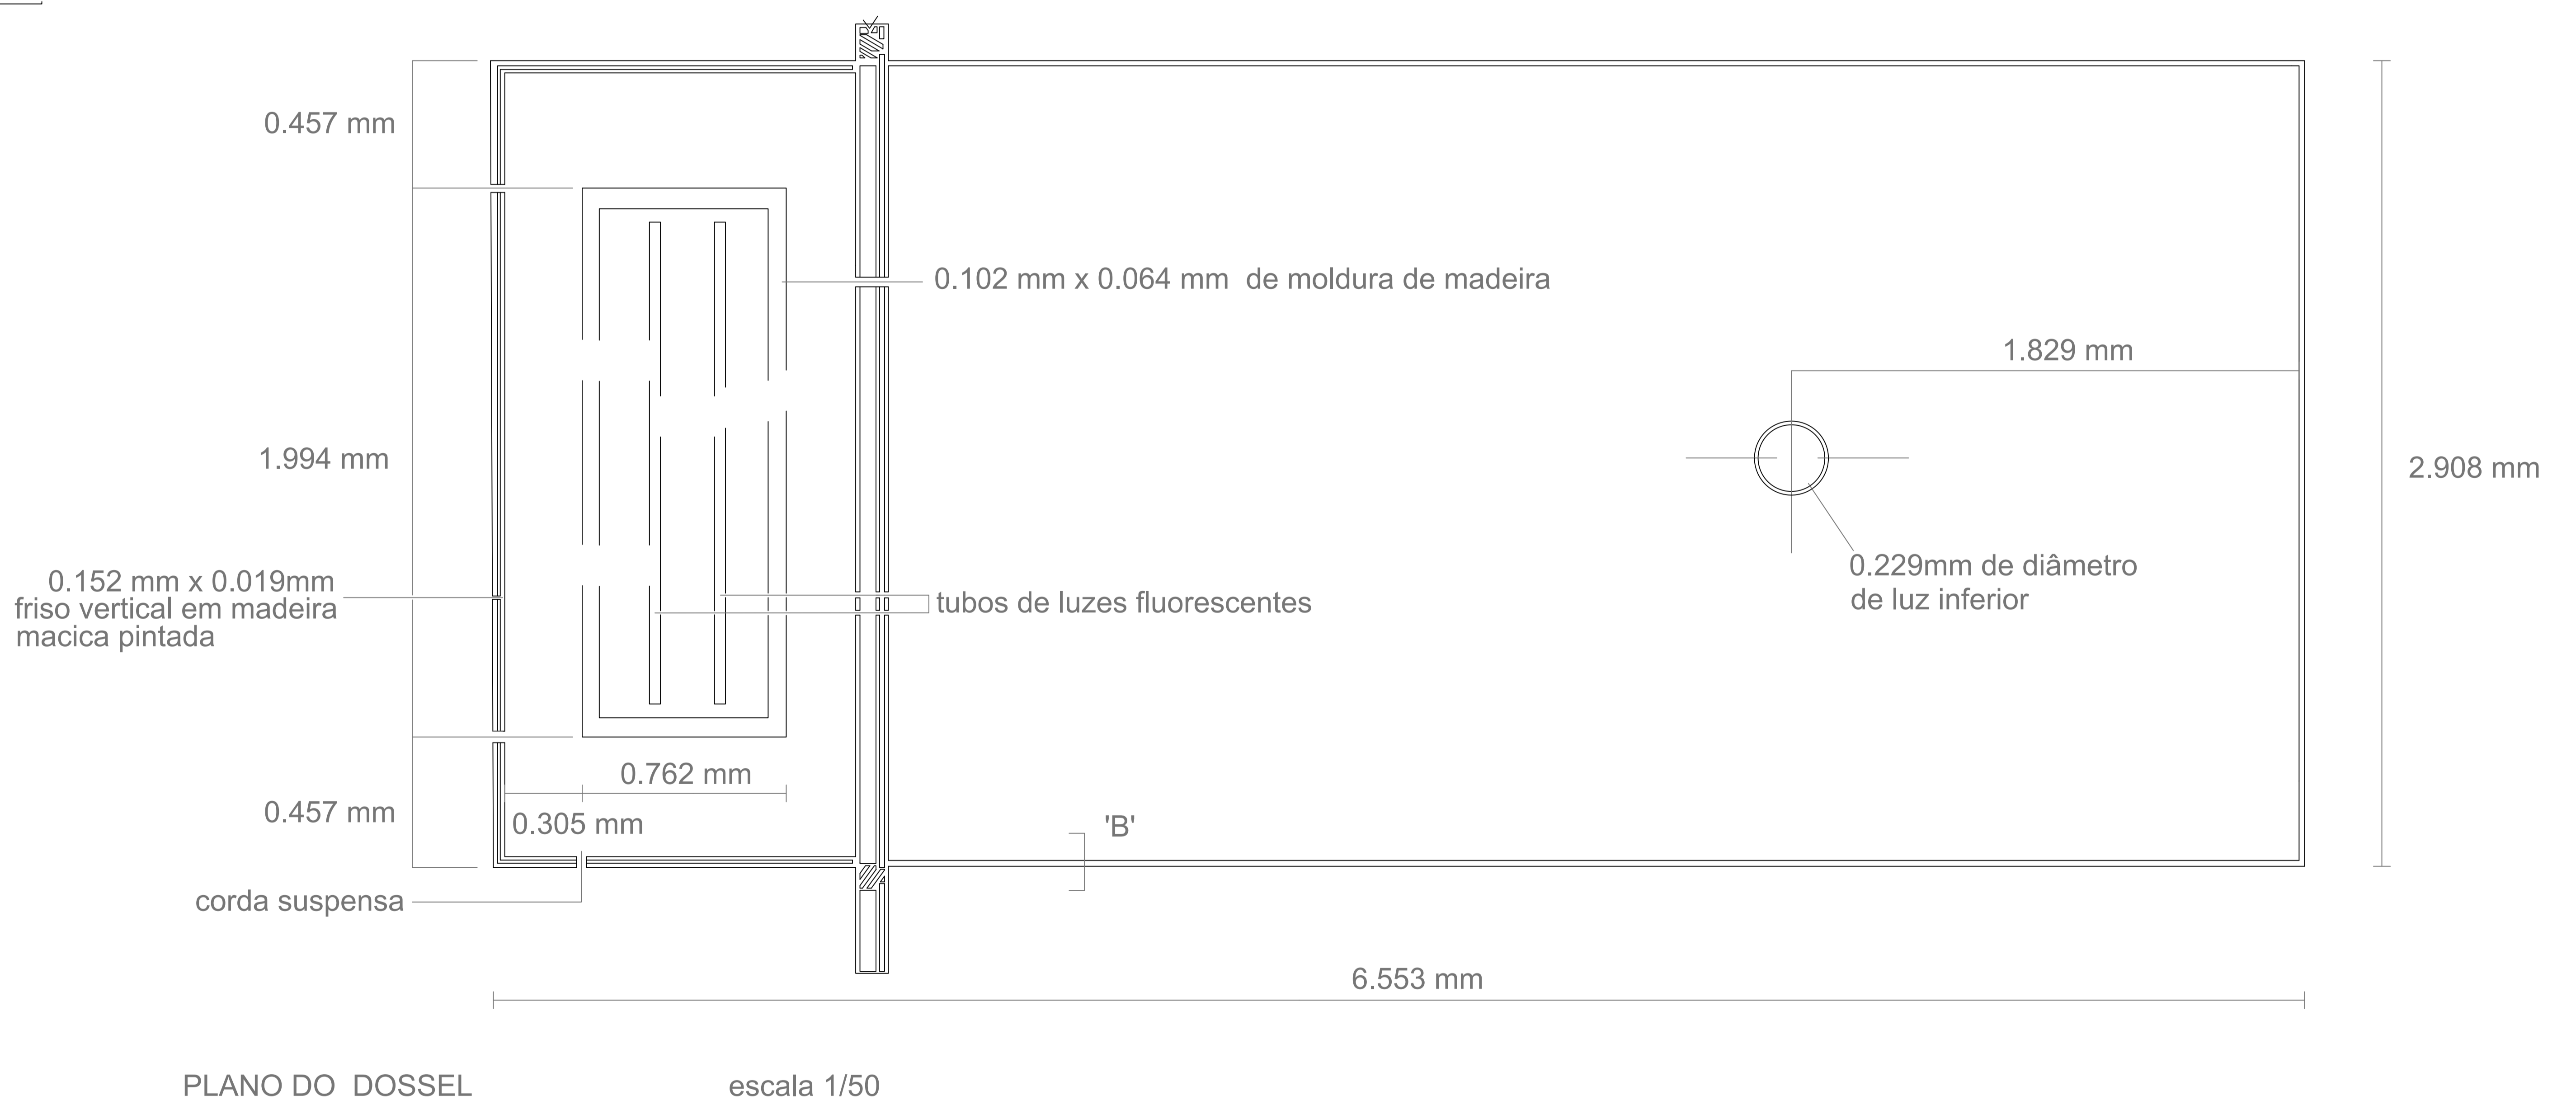 0.457 mm
0.102 mm x 0.064 mm  de moldura de madeira
1.829 mm
1.994 mm
2.908 mm
0.152 mm x 0.019mm
friso vertical em madeira
macica pintada
tubos de luzes fluorescentes
0.229mm de diâmetro
de luz inferior
0.762 mm
0.457 mm
0.305 mm
'B'
corda suspensa
6.553 mm
PLANO DO  DOSSEL
escala 1/50